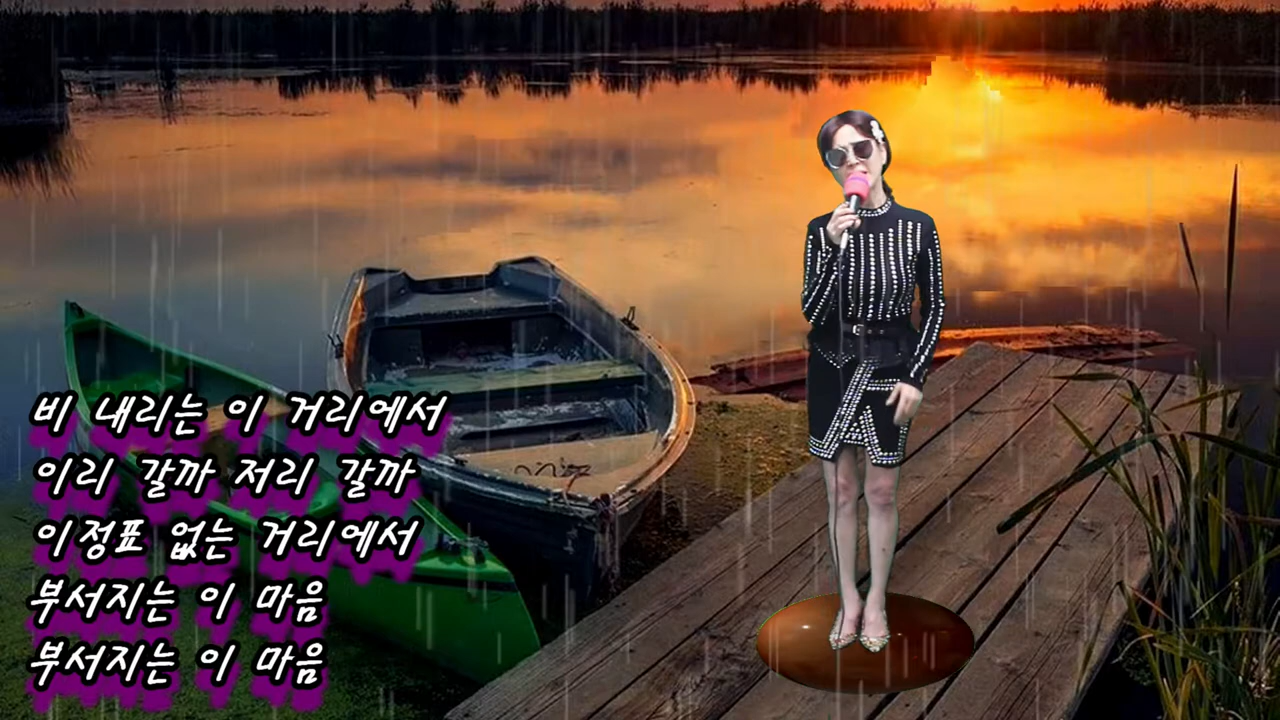 비 내리는 이 거리에서
이리 갈까 저리 갈까
이정표 없는 거리에서
부서지는 이 마음
부서지는 이 마음